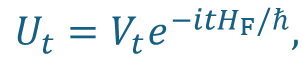 U_t = V_t e^{-itH_F/ℏ},